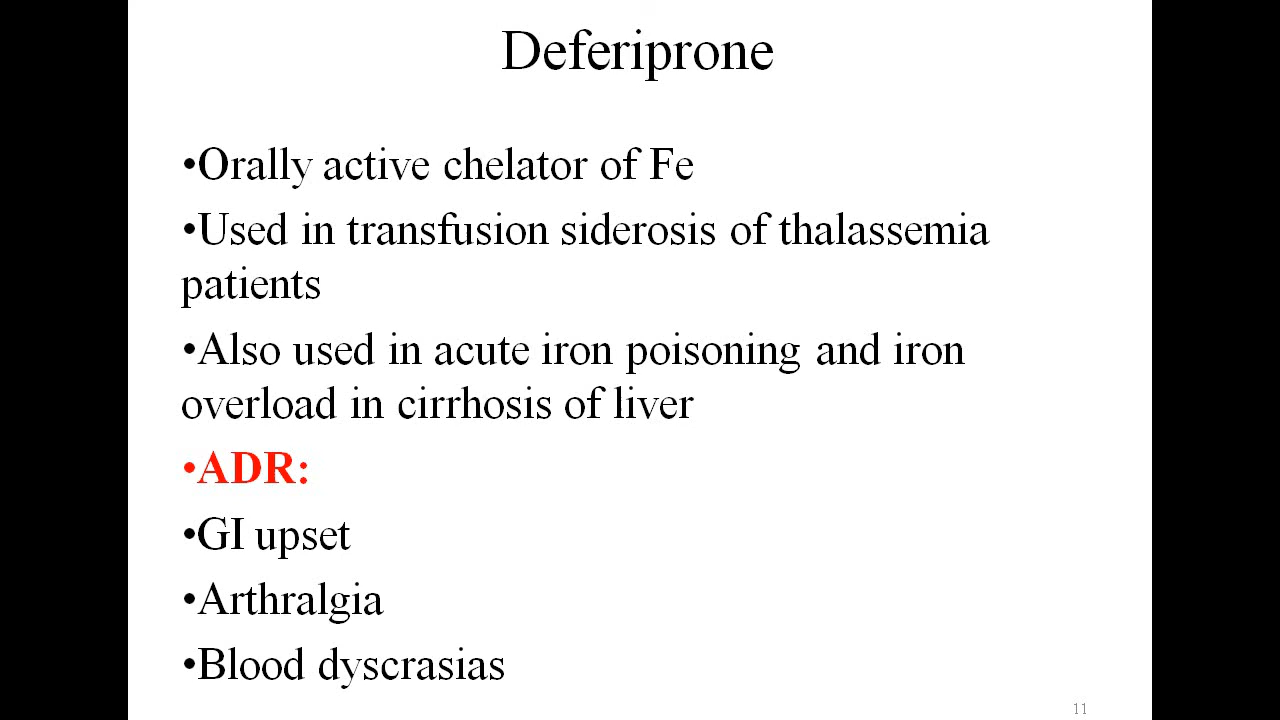 Deferiprone
•Orally active chelator of Fe
•Used in transfusion siderosis of thalassemia
patients
•Also used in acute iron poisoning and iron
overload in cirrhosis of liver
•ADR:
•GI upset
•Arthralgia
•Blood dyscrasias
11